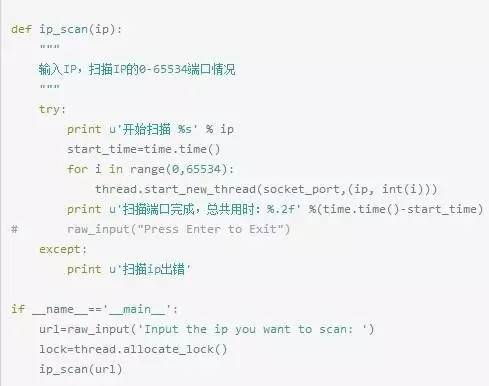 def ip_scan(ip):
    """
    输入IP，扫描IP的0-65534端口情况
    """
    try:
        print u'开始扫描 %s' % ip
        start_time=time.time()
        for i in range(0,65534):
            thread.start_new_thread(socket_port,(ip, int(i)))
        print u'扫描端口完成，总共用时：%.2f' %(time.time()-start_time)
#       raw_input("Press Enter to Exit")
    except:
        print u'扫描ip出错'
if __name__=='__main__':
    url=raw_input('Input the ip you want to scan: ')
    lock=thread.allocate_lock()
    ip_scan(url)